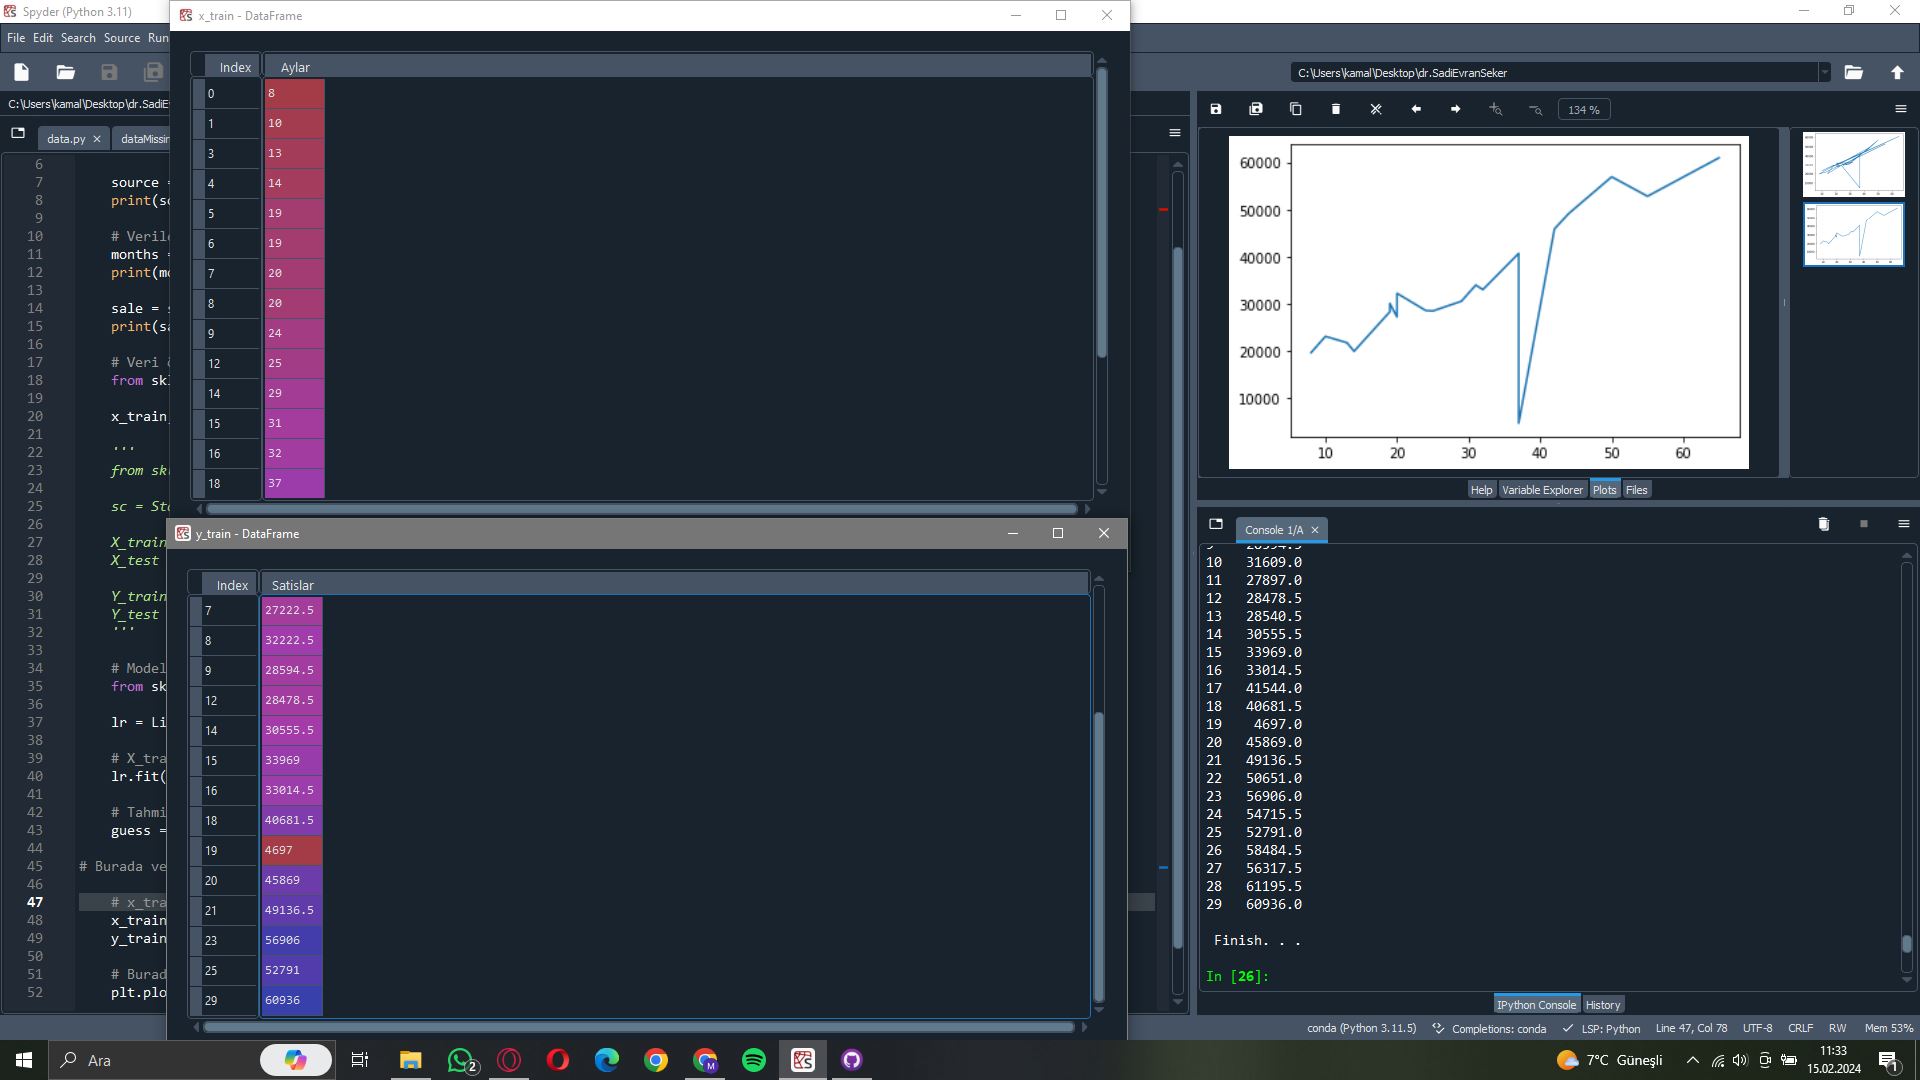 Spyder (Python 3.11)
x_train - DataFrame
File Edit Search Source Run
C:\Users\kamal\Desktop\dr.SadiEvranSeker
C:\Users\kamal\Desktop\dr.SadiEv
data.py
dataMissin
6
7 source =
8 print(so
9
10 # Verile
11 months =
12 print(mo
13
14 sale = s
15 print(sa
16
17 # Veri
18 from skl
19
20 x_train
21
22 '''
23 from skl
24
25 sc = Sta
26
27 X_train
28 X_test
29
30 Y_train
31 Y_test
32 '''
33
34 # Model
35 from sk
36
37 lr = Li
38
39 # X_tra
40 lr.fit(
41
42 # Tahmi
43 guess =
44
45 # Burada ve
46
47 # x_tra
48 x_train
49 y_train
50
51 # Burad
52 plt.plo
Index Aylar
0 8
1 10
3 13
4 14
5 19
6 19
7 20
8 20
9 24
12 25
14 29
15 31
16 32
18 37
y_train - DataFrame
Index Satislar
7 27222.5
8 32222.5
9 28594.5
12 28478.5
14 30555.5
15 33969
16 33014.5
18 40681.5
19 4697
20 45869
21 49136.5
23 56906
25 52791
29 60936
134 %
60000
50000
40000
30000
20000
10000
10 20 30 40 50 60
Help Variable Explorer Plots Files
Console 1/A
9 28594.5
10 31609.0
11 27897.0
12 28478.5
13 28540.5
14 30555.5
15 33969.0
16 33014.5
17 41544.0
18 40681.5
19 4697.0
20 45869.0
21 49136.5
22 50651.0
23 56906.0
24 54715.5
25 52791.0
26 58484.5
27 56317.5
28 61195.5
29 60936.0
Finish. . .
In [26]:
IPython Console History
conda (Python 3.11.5) Completions: conda LSP: Python Line 47, Col 78 UTF-8 CRLF RW Mem 53%
Ara
2
M
7°C Güneşli
11:33
15.02.2024
1